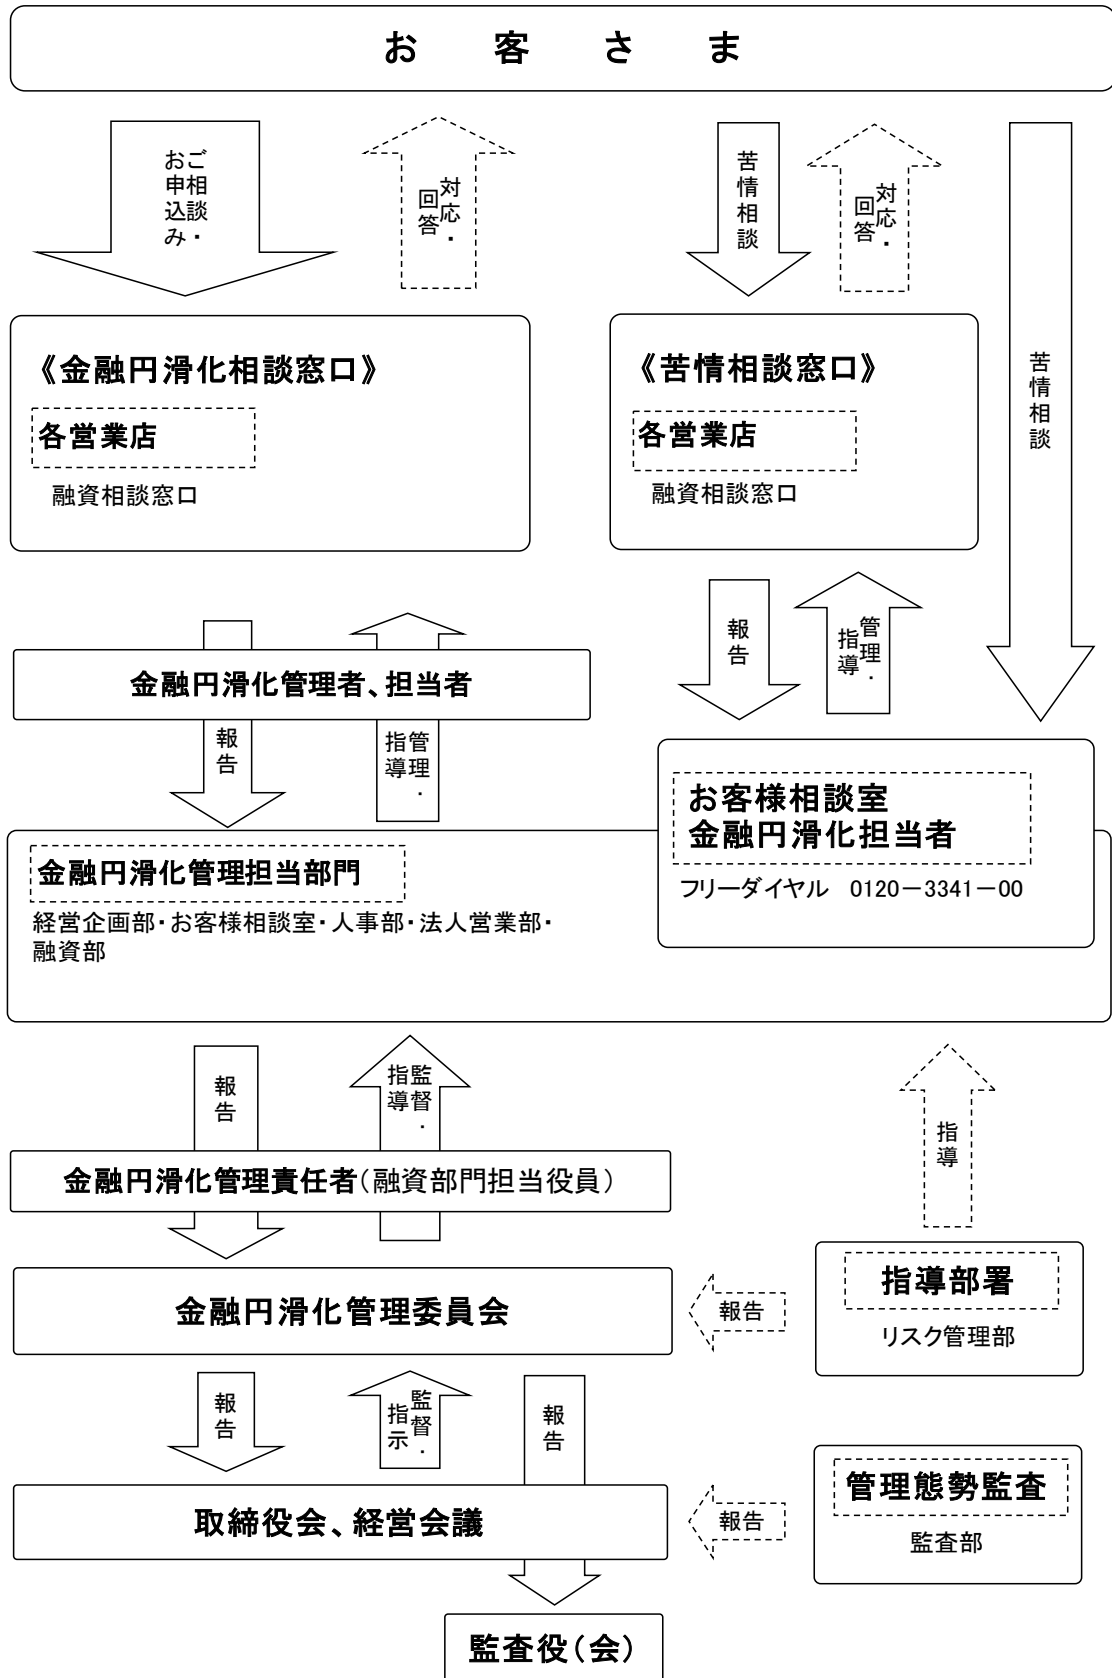 お　客　さ　ま
ご相談・
お申込み
対応・
回答
苦情相談
対応・
回答
苦情相談
《金融円滑化相談窓口》
各営業店
融資相談窓口
《苦情相談窓口》
各営業店
融資相談窓口
報告
管理・
指導
金融円滑化管理者、担当者
報告
管理・
指導
お客様相談室
金融円滑化担当者
フリーダイヤル　0120－3341－00
金融円滑化管理担当部門
経営企画部・お客様相談室・人事部・法人営業部・
融資部
報告
監督・
指導
指導
金融円滑化管理責任者（融資部門担当役員）
金融円滑化管理委員会
報告
指導部署
リスク管理部
報告
監督・
指示
報告
取締役会、経営会議
報告
管理態勢監査
監査部
監査役（会）